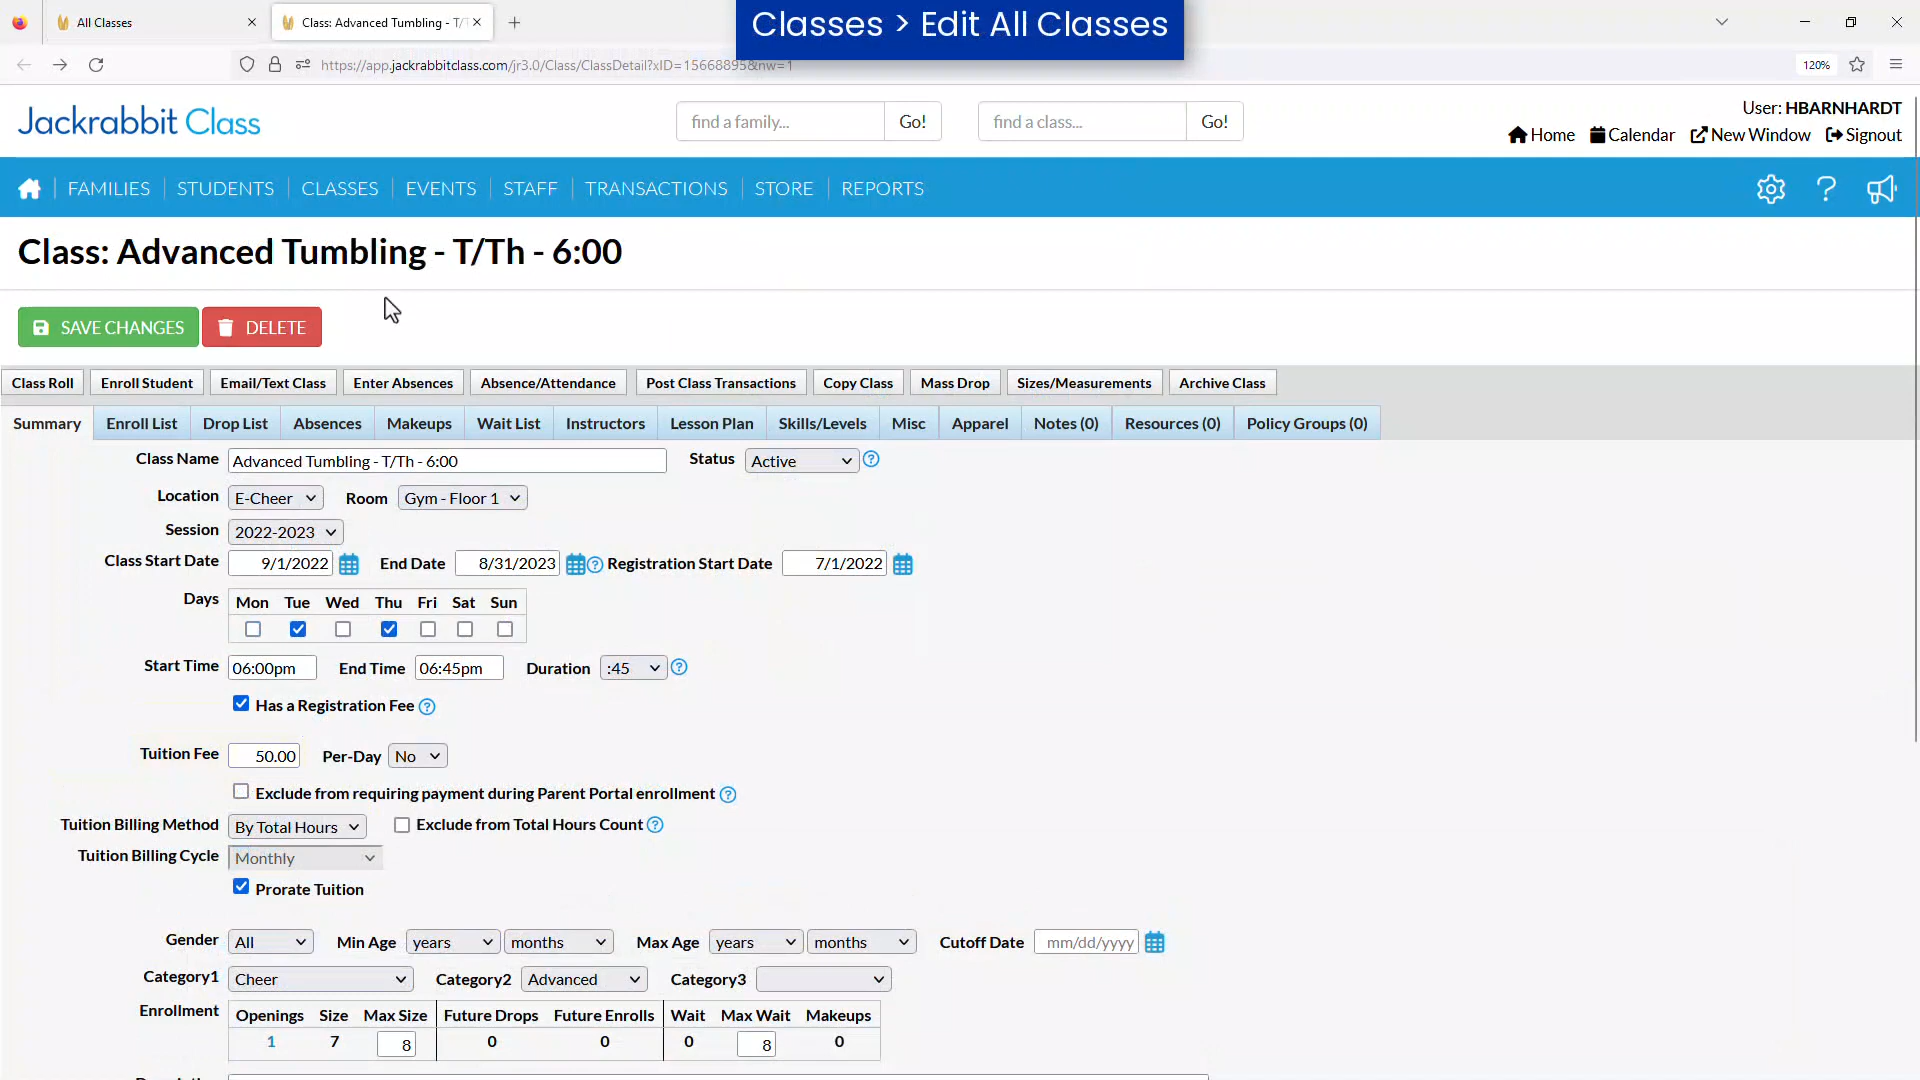 All Classes
Class: Advanced Tumbling - T/T
Classes > Edit All Classes
https://app.jackrabbitclass.com/jr3.0/Class/ClassDetail?xID=15668895&nw=1
120%
Jackrabbit Class
find a family...
Go!
find a class...
Go!
User: HBARNHARDT
Home
Calendar
New Window
Signout
FAMILIES
STUDENTS
CLASSES
EVENTS
STAFF
TRANSACTIONS
STORE
REPORTS
Class: Advanced Tumbling - T/Th - 6:00
SAVE CHANGES
DELETE
Class Roll
Enroll Student
Email/Text Class
Enter Absences
Absence/Attendance
Post Class Transactions
Copy Class
Mass Drop
Sizes/Measurements
Archive Class
Summary
Enroll List
Drop List
Absences
Makeups
Wait List
Instructors
Lesson Plan
Skills/Levels
Misc
Apparel
Notes (0)
Resources (0)
Policy Groups (0)
Class Name Advanced Tumbling - T/Th - 6:00 Status Active
Location E-Cheer Room Gym - Floor 1
Session 2022-2023
Class Start Date 9/1/2022 End Date 8/31/2023 Registration Start Date 7/1/2022
Days Mon Tue Wed Thu Fri Sat Sun
Start Time 06:00pm End Time 06:45pm Duration :45
Has a Registration Fee
Tuition Fee 50.00 Per-Day No
Exclude from requiring payment during Parent Portal enrollment
Tuition Billing Method By Total Hours Exclude from Total Hours Count
Tuition Billing Cycle Monthly
Prorate Tuition
Gender All Min Age years months Max Age years months Cutoff Date mm/dd/yyyy
Category1 Cheer Category2 Advanced Category3
Enrollment Openings Size Max Size Future Drops Future Enrolls Wait Max Wait Makeups
1 7 8 0 0 0 8 0